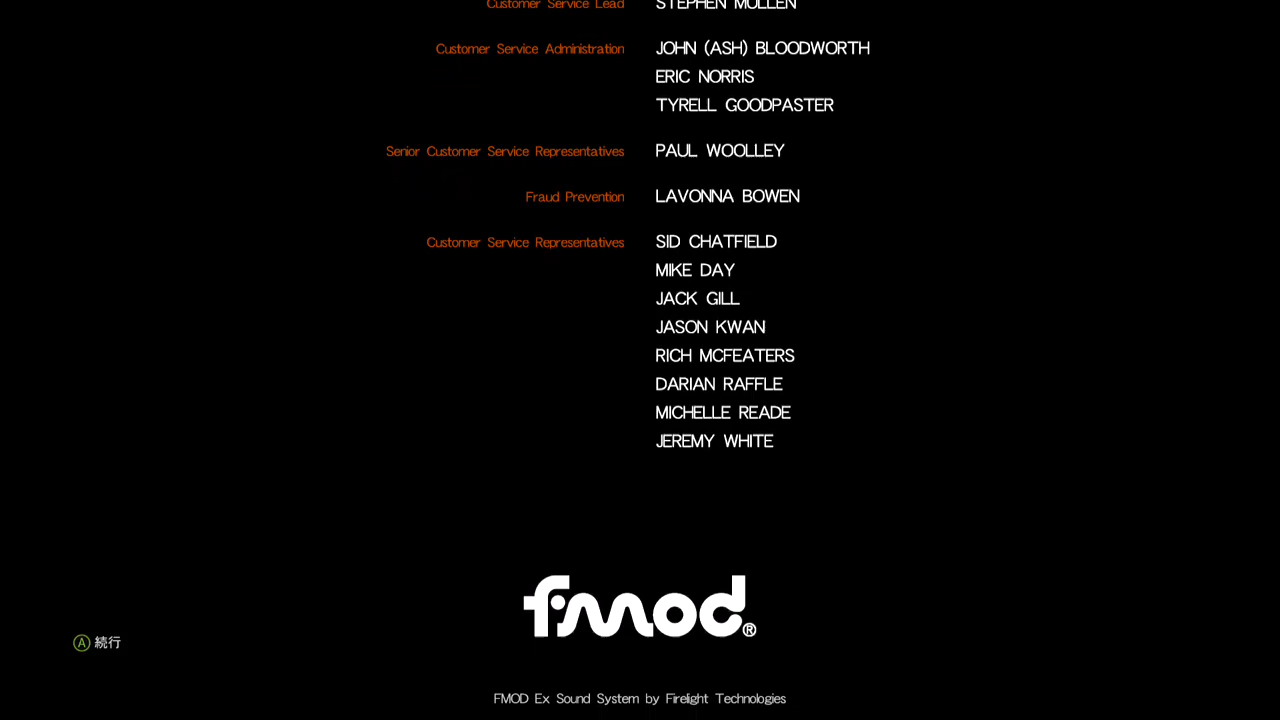 Customer Service Lead STEPHEN MULLEN
Customer Service Administration JOHN (ASH) BLOODWORTH
ERIC NORRIS
TYRELL GOODPASTER
Senior Customer Service Representatives PAUL WOOLLEY
Fraud Prevention LAVONNA BOWEN
Customer Service Representatives SID CHATFIELD
MIKE DAY
JACK GILL
JASON KWAN
RICH MCFEATERS
DARIAN RAFFLE
MICHELLE READE
JEREMY WHITE
fmod®
A 続行
FMOD Ex Sound System by Firelight Technologies